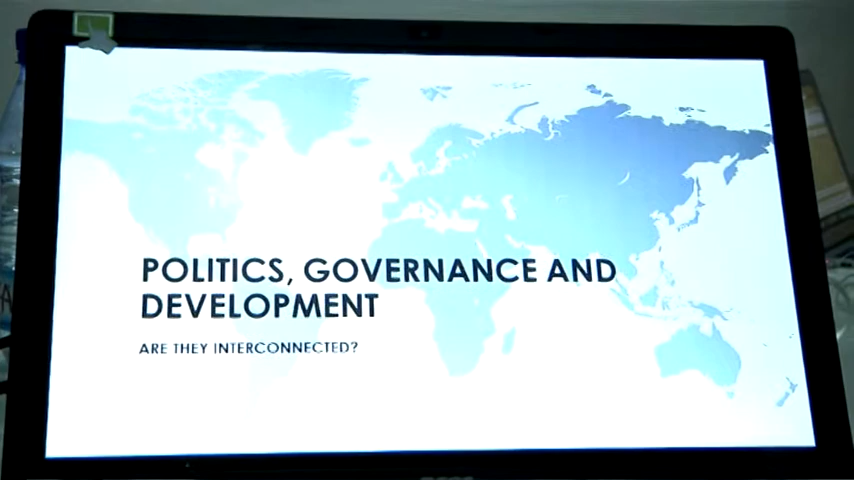 POLITICS, GOVERNANCE AND
DEVELOPMENT
ARE THEY INTERCONNECTED?